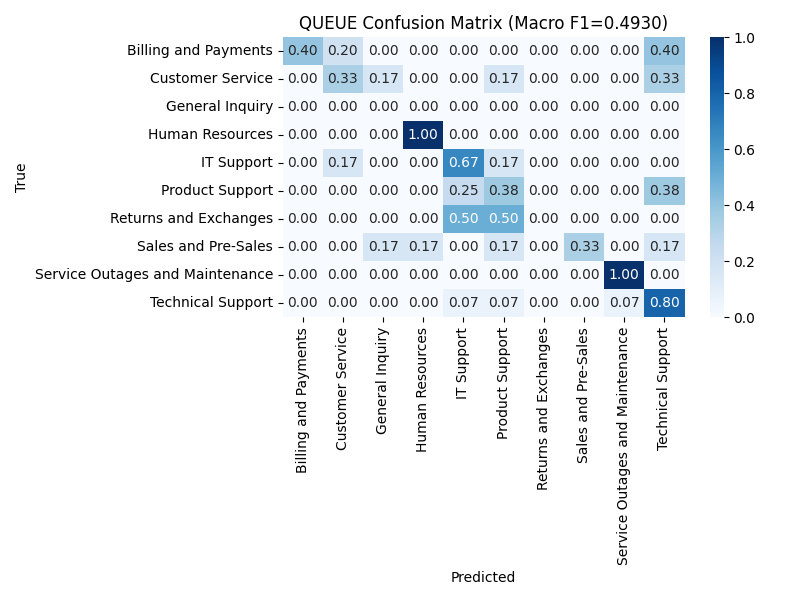 QUEUE Confusion Matrix (Macro F1=0.4930)
True
Billing and Payments 0.40 0.20 0.00 0.00 0.00 0.00 0.00 0.00 0.00 0.40
Customer Service 0.00 0.33 0.17 0.00 0.00 0.17 0.00 0.00 0.00 0.33
General Inquiry 0.00 0.00 0.00 0.00 0.00 0.00 0.00 0.00 0.00 0.00
Human Resources 0.00 0.00 0.00 1.00 0.00 0.00 0.00 0.00 0.00 0.00
IT Support 0.00 0.17 0.00 0.00 0.67 0.17 0.00 0.00 0.00 0.00
Product Support 0.00 0.00 0.00 0.00 0.25 0.38 0.00 0.00 0.00 0.38
Returns and Exchanges 0.00 0.00 0.00 0.00 0.50 0.50 0.00 0.00 0.00 0.00
Sales and Pre-Sales 0.00 0.00 0.17 0.17 0.00 0.17 0.00 0.33 0.00 0.17
Service Outages and Maintenance 0.00 0.00 0.00 0.00 0.00 0.00 0.00 0.00 1.00 0.00
Technical Support 0.00 0.00 0.00 0.00 0.07 0.07 0.00 0.00 0.07 0.80
Billing and Payments
Customer Service
General Inquiry
Human Resources
IT Support
Product Support
Returns and Exchanges
Sales and Pre-Sales
Service Outages and Maintenance
Technical Support
Predicted
1.0
0.8
0.6
0.4
0.2
0.0